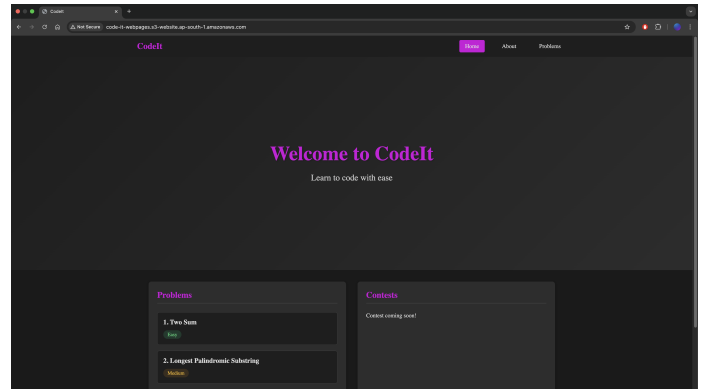 CodeIt
Not Secure code-it-webpages.s3-website.ap-south-1.amazonaws.com
CodeIt
Home About Problems
Welcome to CodeIt
Learn to code with ease
Problems
1. Two Sum
Easy
2. Longest Palindromic Substring
Medium
Contests
Contest coming soon!